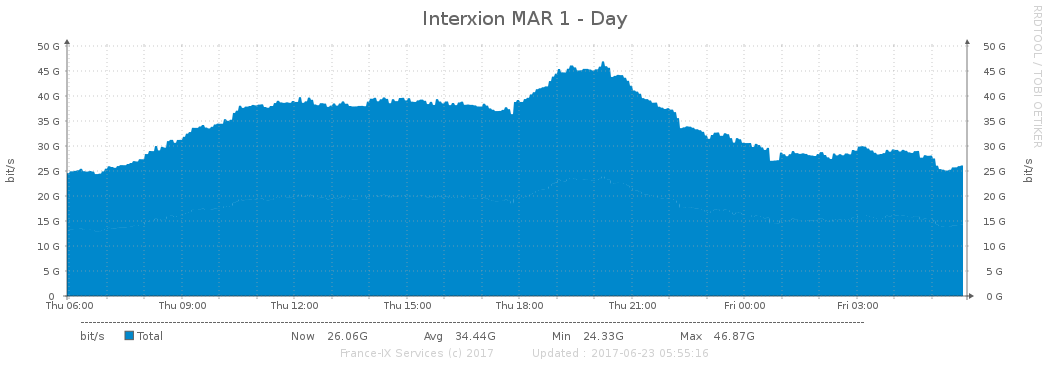 Interxion MAR 1 - Day
RRDTOOL / TOBI OETIKER
50 G 50 G
45 G 45 G
40 G 40 G
35 G 35 G
30 G 30 G
25 G 25 G
20 G 20 G
15 G 15 G
10 G 10 G
5 G 5 G
0 0 G
bit/s bit/s
Thu 06:00 Thu 09:00 Thu 12:00 Thu 15:00 Thu 18:00 Thu 21:00 Fri 00:00 Fri 03:00
bit/s Total Now 26.06G Avg 34.44G Min 24.33G Max 46.87G
France-IX Services (c) 2017 Updated : 2017-06-23 05:55:16